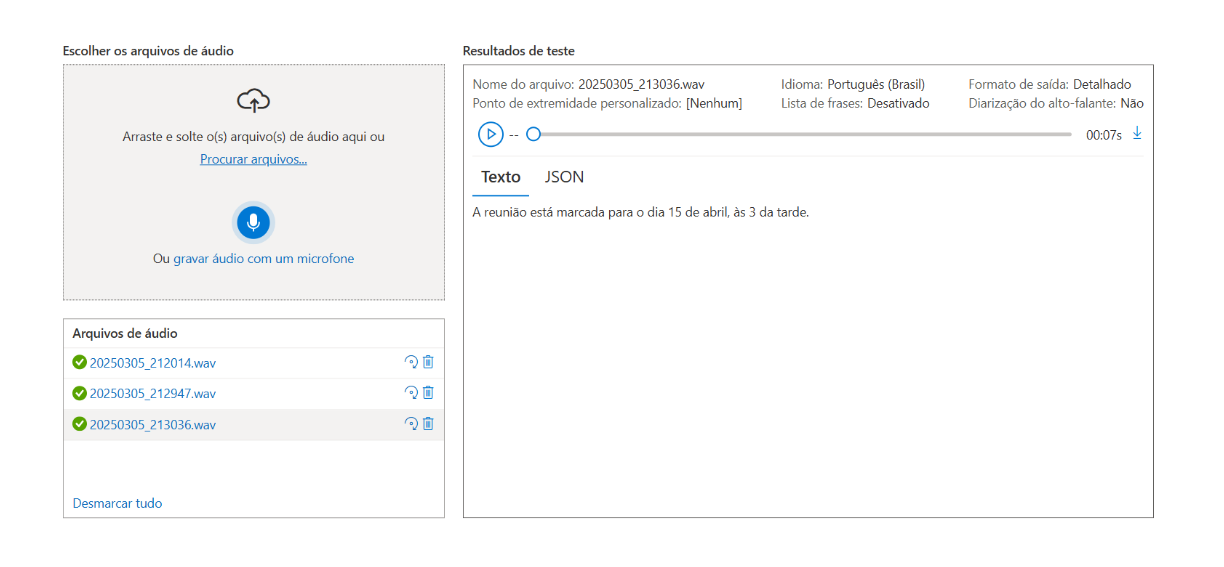 Escolher os arquivos de áudio
Arraste e solte o(s) arquivo(s) de áudio aqui ou
Procurar arquivos...
Ou gravar áudio com um microfone
Arquivos de áudio
20250305_212014.wav
20250305_212947.wav
20250305_213036.wav
Desmarcar tudo
Resultados de teste
Nome do arquivo: 20250305_213036.wav Idioma: Português (Brasil) Formato de saída: Detalhado
Ponto de extremidade personalizado: [Nenhum] Lista de frases: Desativado Diarização do alto-falante: Não
-- 00:07s
Texto JSON
A reunião está marcada para o dia 15 de abril, às 3 da tarde.